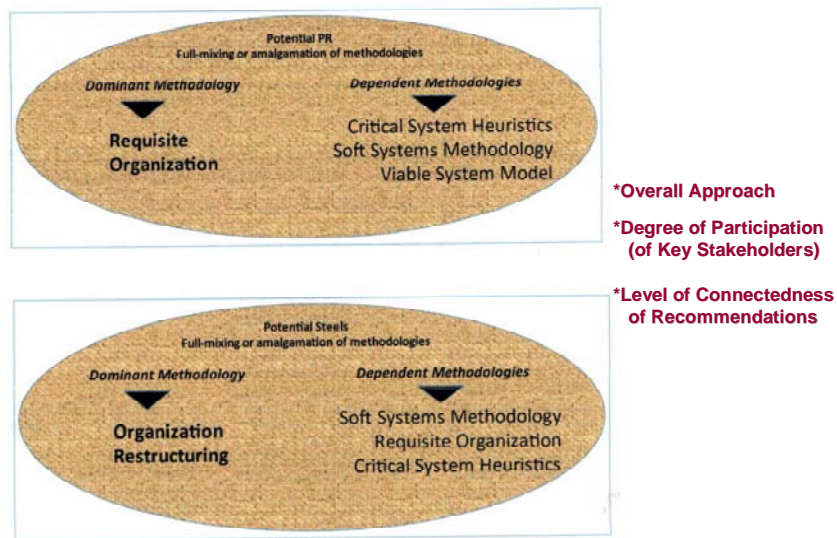 Potential PR
Full-mixing or amalgamation of methodologies
Dominant Methodology
Dependent Methodologies
Requisite
Organization
Critical System Heuristics
Soft Systems Methodology
Viable System Model
*Overall Approach
*Degree of Participation
(of Key Stakeholders)
*Level of Connectedness
of Recommendations
Potential Steels
Full-mixing or amalgamation of methodologies
Dominant Methodology
Dependent Methodologies
Organization
Restructuring
Soft Systems Methodology
Requisite Organization
Critical System Heuristics